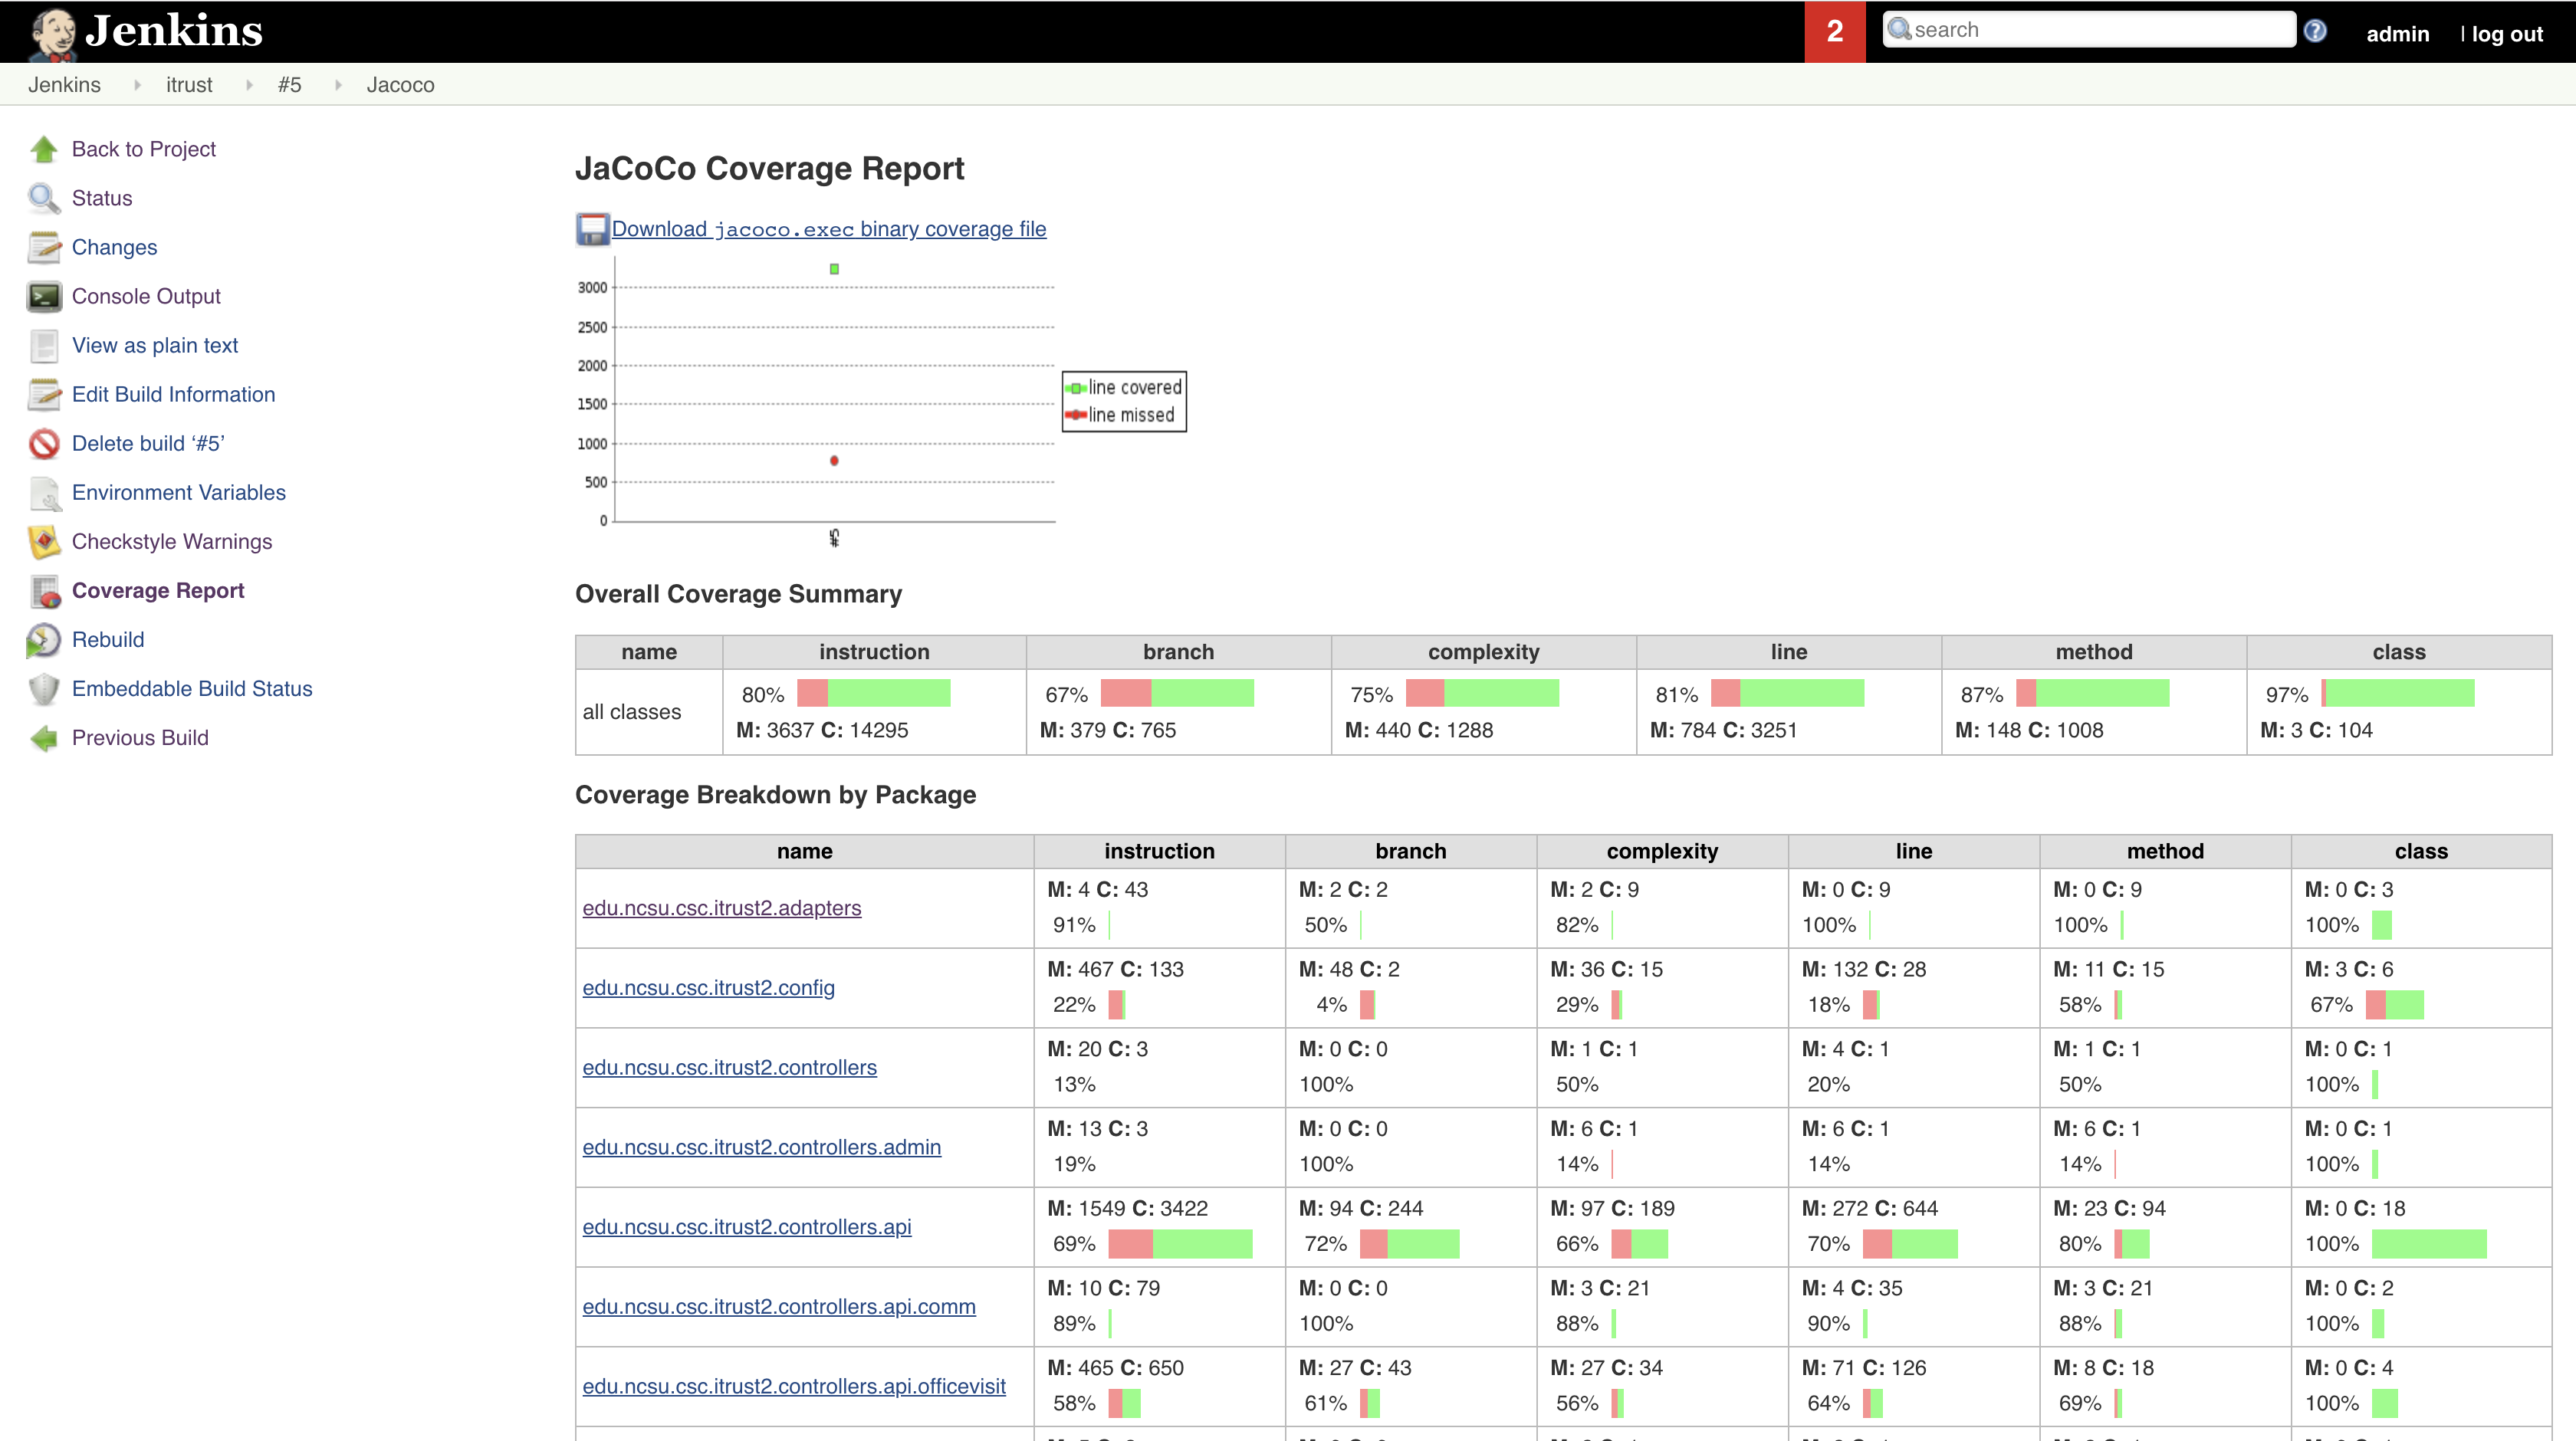 Jenkins
2
search
admin
| log out
Jenkins
itrust
#5
Jacoco
Back to Project
Status
Changes
Console Output
View as plain text
Edit Build Information
Delete build ‘#5’
Environment Variables
Checkstyle Warnings
Coverage Report
Rebuild
Embeddable Build Status
Previous Build
JaCoCo Coverage Report
Download jacoco.exec binary coverage file
3000
2500
2000
1500
1000
500
0
#5
line covered
line missed
Overall Coverage Summary
name instruction branch complexity line method class
all classes
80% 67% 75% 81% 87% 97%
M: 3637 C: 14295 M: 379 C: 765 M: 440 C: 1288 M: 784 C: 3251 M: 148 C: 1008 M: 3 C: 104
Coverage Breakdown by Package
name instruction branch complexity line method class
edu.ncsu.csc.itrust2.adapters
M: 4 C: 43 M: 2 C: 2 M: 2 C: 9 M: 0 C: 9 M: 0 C: 9 M: 0 C: 3
91% 50% 82% 100% 100% 100%
edu.ncsu.csc.itrust2.config
M: 467 C: 133 M: 48 C: 2 M: 36 C: 15 M: 132 C: 28 M: 11 C: 15 M: 3 C: 6
22% 4% 29% 18% 58% 67%
edu.ncsu.csc.itrust2.controllers
M: 20 C: 3 M: 0 C: 0 M: 1 C: 1 M: 4 C: 1 M: 1 C: 1 M: 0 C: 1
13% 100% 50% 20% 50% 100%
edu.ncsu.csc.itrust2.controllers.admin
M: 13 C: 3 M: 0 C: 0 M: 6 C: 1 M: 6 C: 1 M: 6 C: 1 M: 0 C: 1
19% 100% 14% 14% 14% 100%
edu.ncsu.csc.itrust2.controllers.api
M: 1549 C: 3422 M: 94 C: 244 M: 97 C: 189 M: 272 C: 644 M: 23 C: 94 M: 0 C: 18
69% 72% 66% 70% 80% 100%
edu.ncsu.csc.itrust2.controllers.api.comm
M: 10 C: 79 M: 0 C: 0 M: 3 C: 21 M: 4 C: 35 M: 3 C: 21 M: 0 C: 2
89% 100% 88% 90% 88% 100%
edu.ncsu.csc.itrust2.controllers.api.officevisit
M: 465 C: 650 M: 27 C: 43 M: 27 C: 34 M: 71 C: 126 M: 8 C: 18 M: 0 C: 4
58% 61% 56% 64% 69% 100%